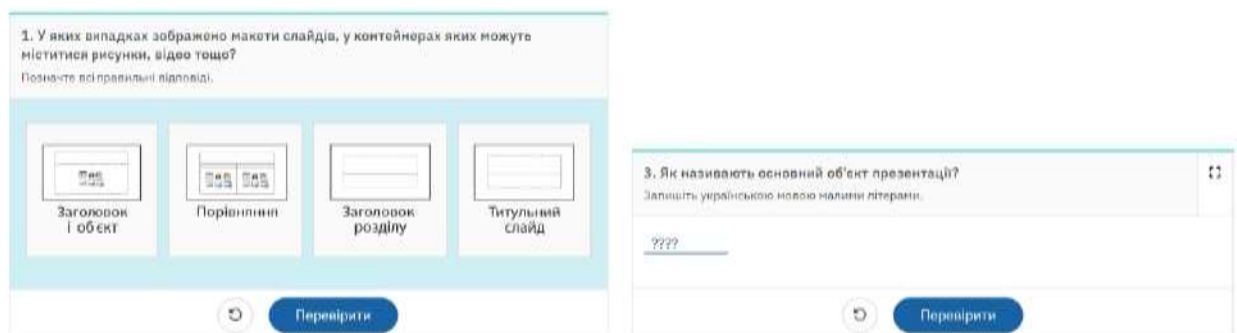 1. У яких випадках зображено макети слайдів, у контейнерах яких можуть
міститися рисунки, відео тощо?
Позначте всі правильні відповіді.
Заголовок
і об'єкт
Порівняння
Заголовок
розділу
Титульний
слайд
Перевірити
3. Як називають основний об'єкт презентації?
Запишіть українською мовою малими літерами.
????
Перевірити